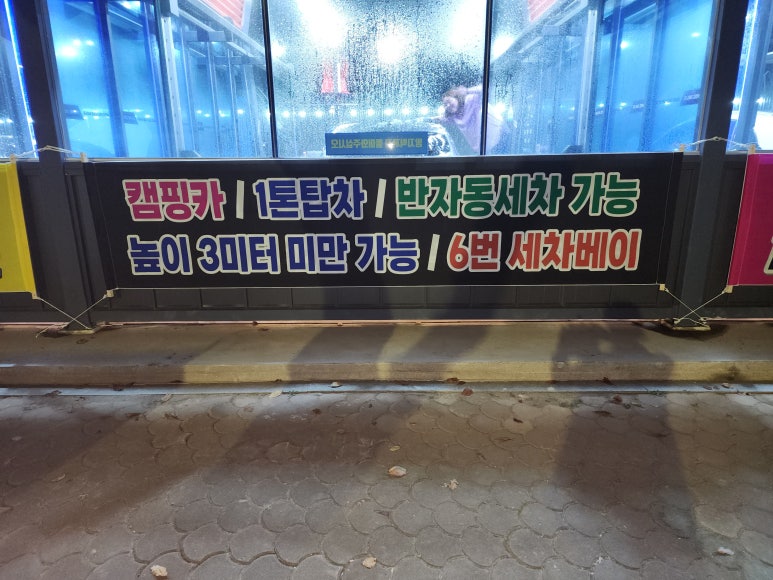 캠핑카 / 1톤탑차 / 반자동세차 가능
높이 3미터 미만 가능 / 6번 세차베이